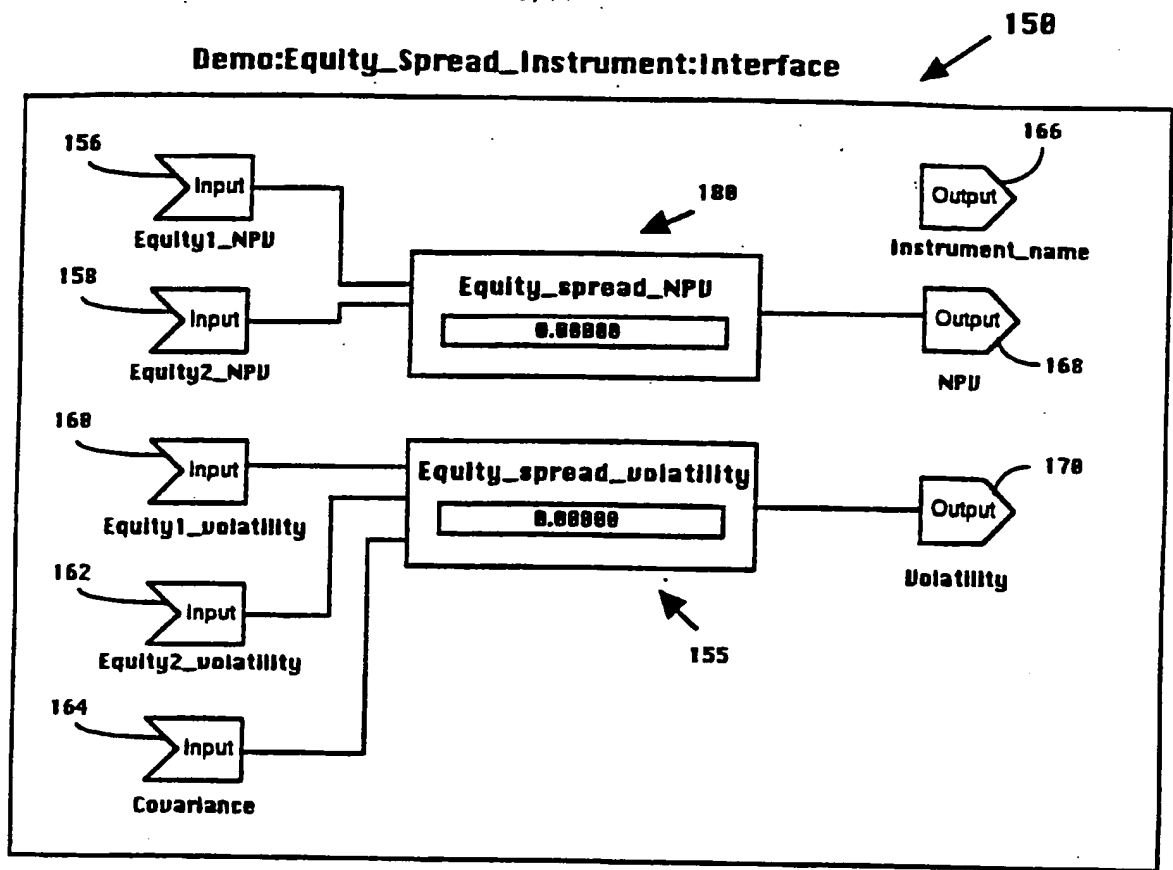 150
Demo:Equity_Spread_Instrument:Interface
156
Input
Equity1_NPV
180
Equity_spread_NPV
0.00000
166
Output
Instrument_name
158
Input
Equity2_NPV
Output
168
NPV
160
Input
Equity1_volatility
Equity_spread_volatility
0.00000
155
170
Output
Volatility
162
Input
Equity2_volatility
164
Input
Covariance